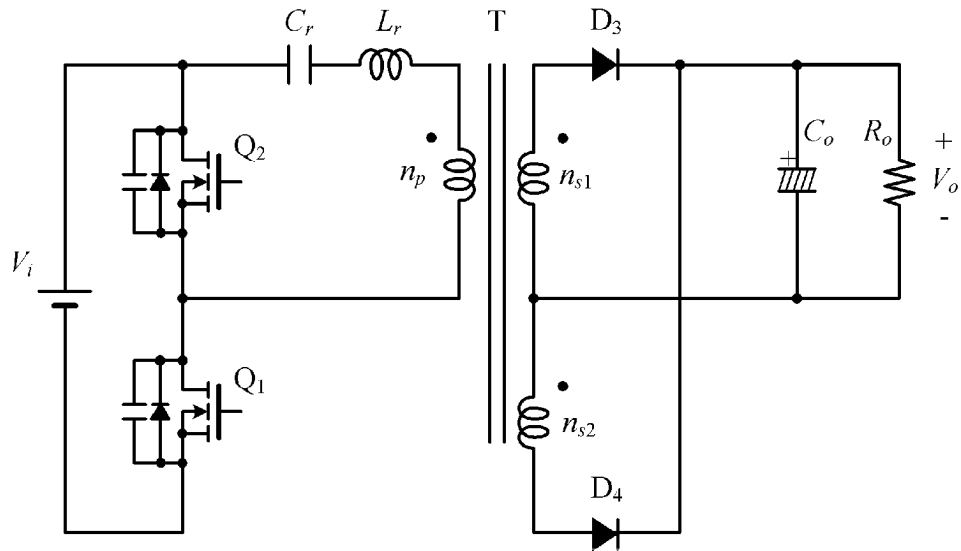 C_r L_r T D_3
Q_2 n_p n_s1 C_o R_o +
+ V_o
-
V_i
Q_1 n_s2
D_4